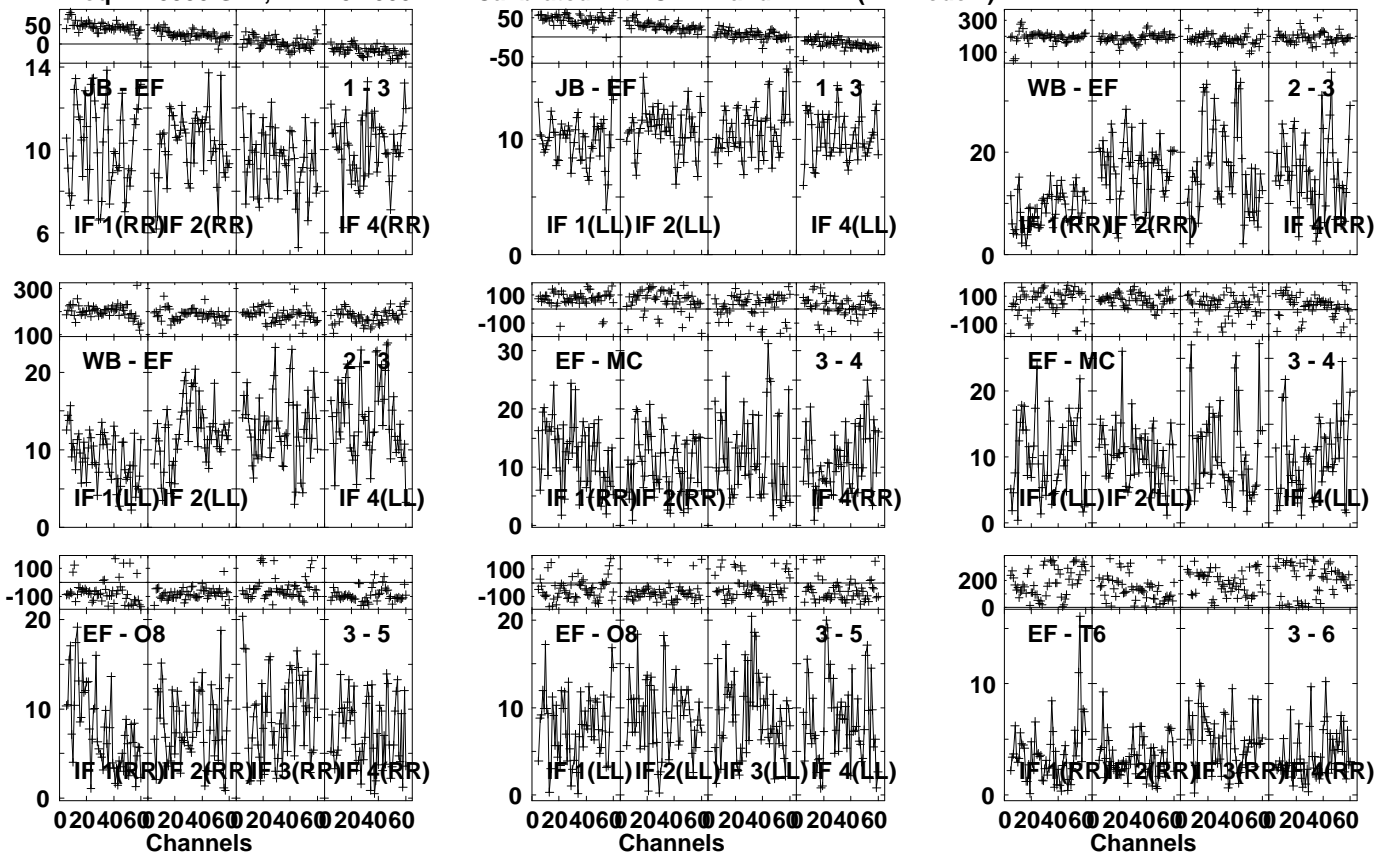 50
0
JB - EF
1 - 3
14
12
10
8
6
IF 1(RR)
IF 2(RR)
IF 4(RR)
50
-50
JB - EF
1 - 3
10
0
IF 1(LL)
IF 2(LL)
IF 4(LL)
300
100
WB - EF
2 - 3
20
10
0
IF 1(RR)
IF 2(RR)
IF 4(RR)
300
100
WB - EF
2 - 3
20
10
0
IF 1(LL)
IF 2(LL)
IF 4(LL)
100
-100
EF - MC
3 - 4
30
20
10
0
IF 1(RR)
IF 2(RR)
IF 4(RR)
100
-100
EF - MC
3 - 4
20
10
0
IF 1(LL)
IF 2(LL)
IF 4(LL)
100
-100
EF - O8
3 - 5
20
10
0
IF 1(RR)
IF 2(RR)
IF 3(RR)
IF 4(RR)
0 20 40 60 0 20 40 60 0 20 40 60 0 20 40 60
Channels
100
-100
EF - O8
3 - 5
20
10
0
IF 1(LL)
IF 2(LL)
IF 3(LL)
IF 4(LL)
0 20 40 60 0 20 40 60 0 20 40 60 0 20 40 60
Channels
200
0
EF - T6
3 - 6
10
0
IF 1(RR)
IF 2(RR)
IF 3(RR)
IF 4(RR)
0 20 40 60 0 20 40 60 0 20 40 60 0 20 40 60
Channels